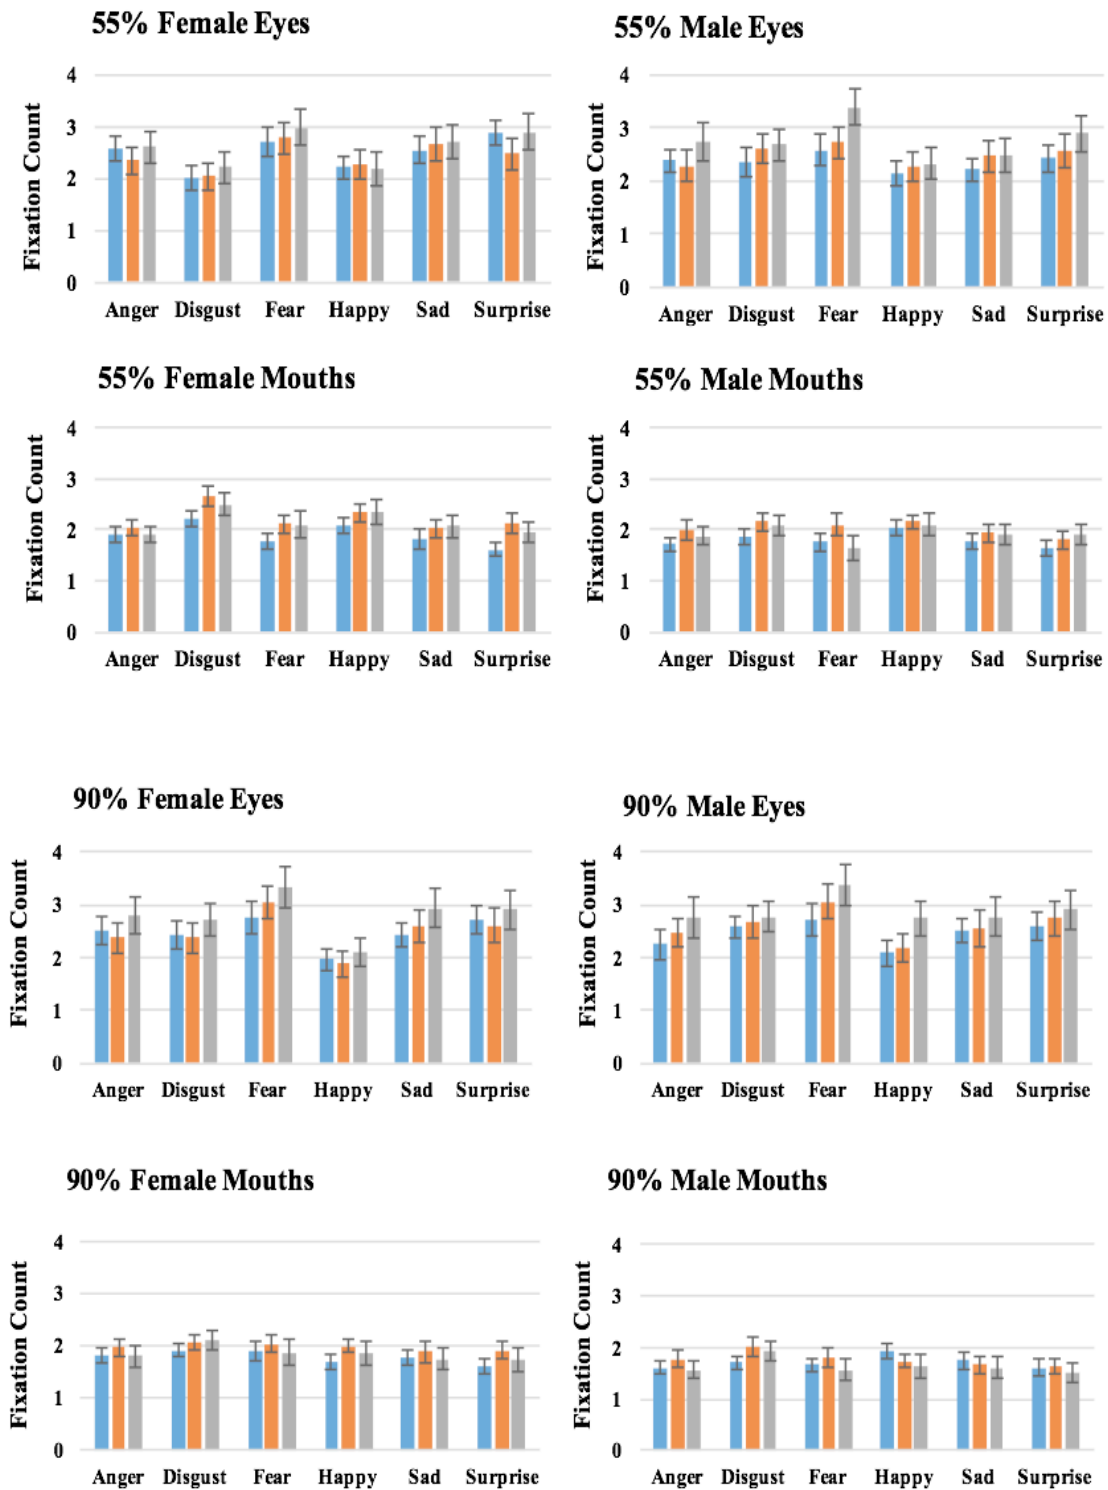 55% Female Eyes
Fixation Count
4
3
2
1
0
Anger Disgust Fear Happy Sad Surprise
55% Male Eyes
Fixation Count
4
3
2
1
0
Anger Disgust Fear Happy Sad Surprise
55% Female Mouths
Fixation Count
4
3
2
1
0
Anger Disgust Fear Happy Sad Surprise
55% Male Mouths
Fixation Count
4
3
2
1
0
Anger Disgust Fear Happy Sad Surprise
90% Female Eyes
Fixation Count
4
3
2
1
0
Anger Disgust Fear Happy Sad Surprise
90% Male Eyes
Fixation Count
4
3
2
1
0
Anger Disgust Fear Happy Sad Surprise
90% Female Mouths
Fixation Count
4
3
2
1
0
Anger Disgust Fear Happy Sad Surprise
90% Male Mouths
Fixation Count
4
3
2
1
0
Anger Disgust Fear Happy Sad Surprise